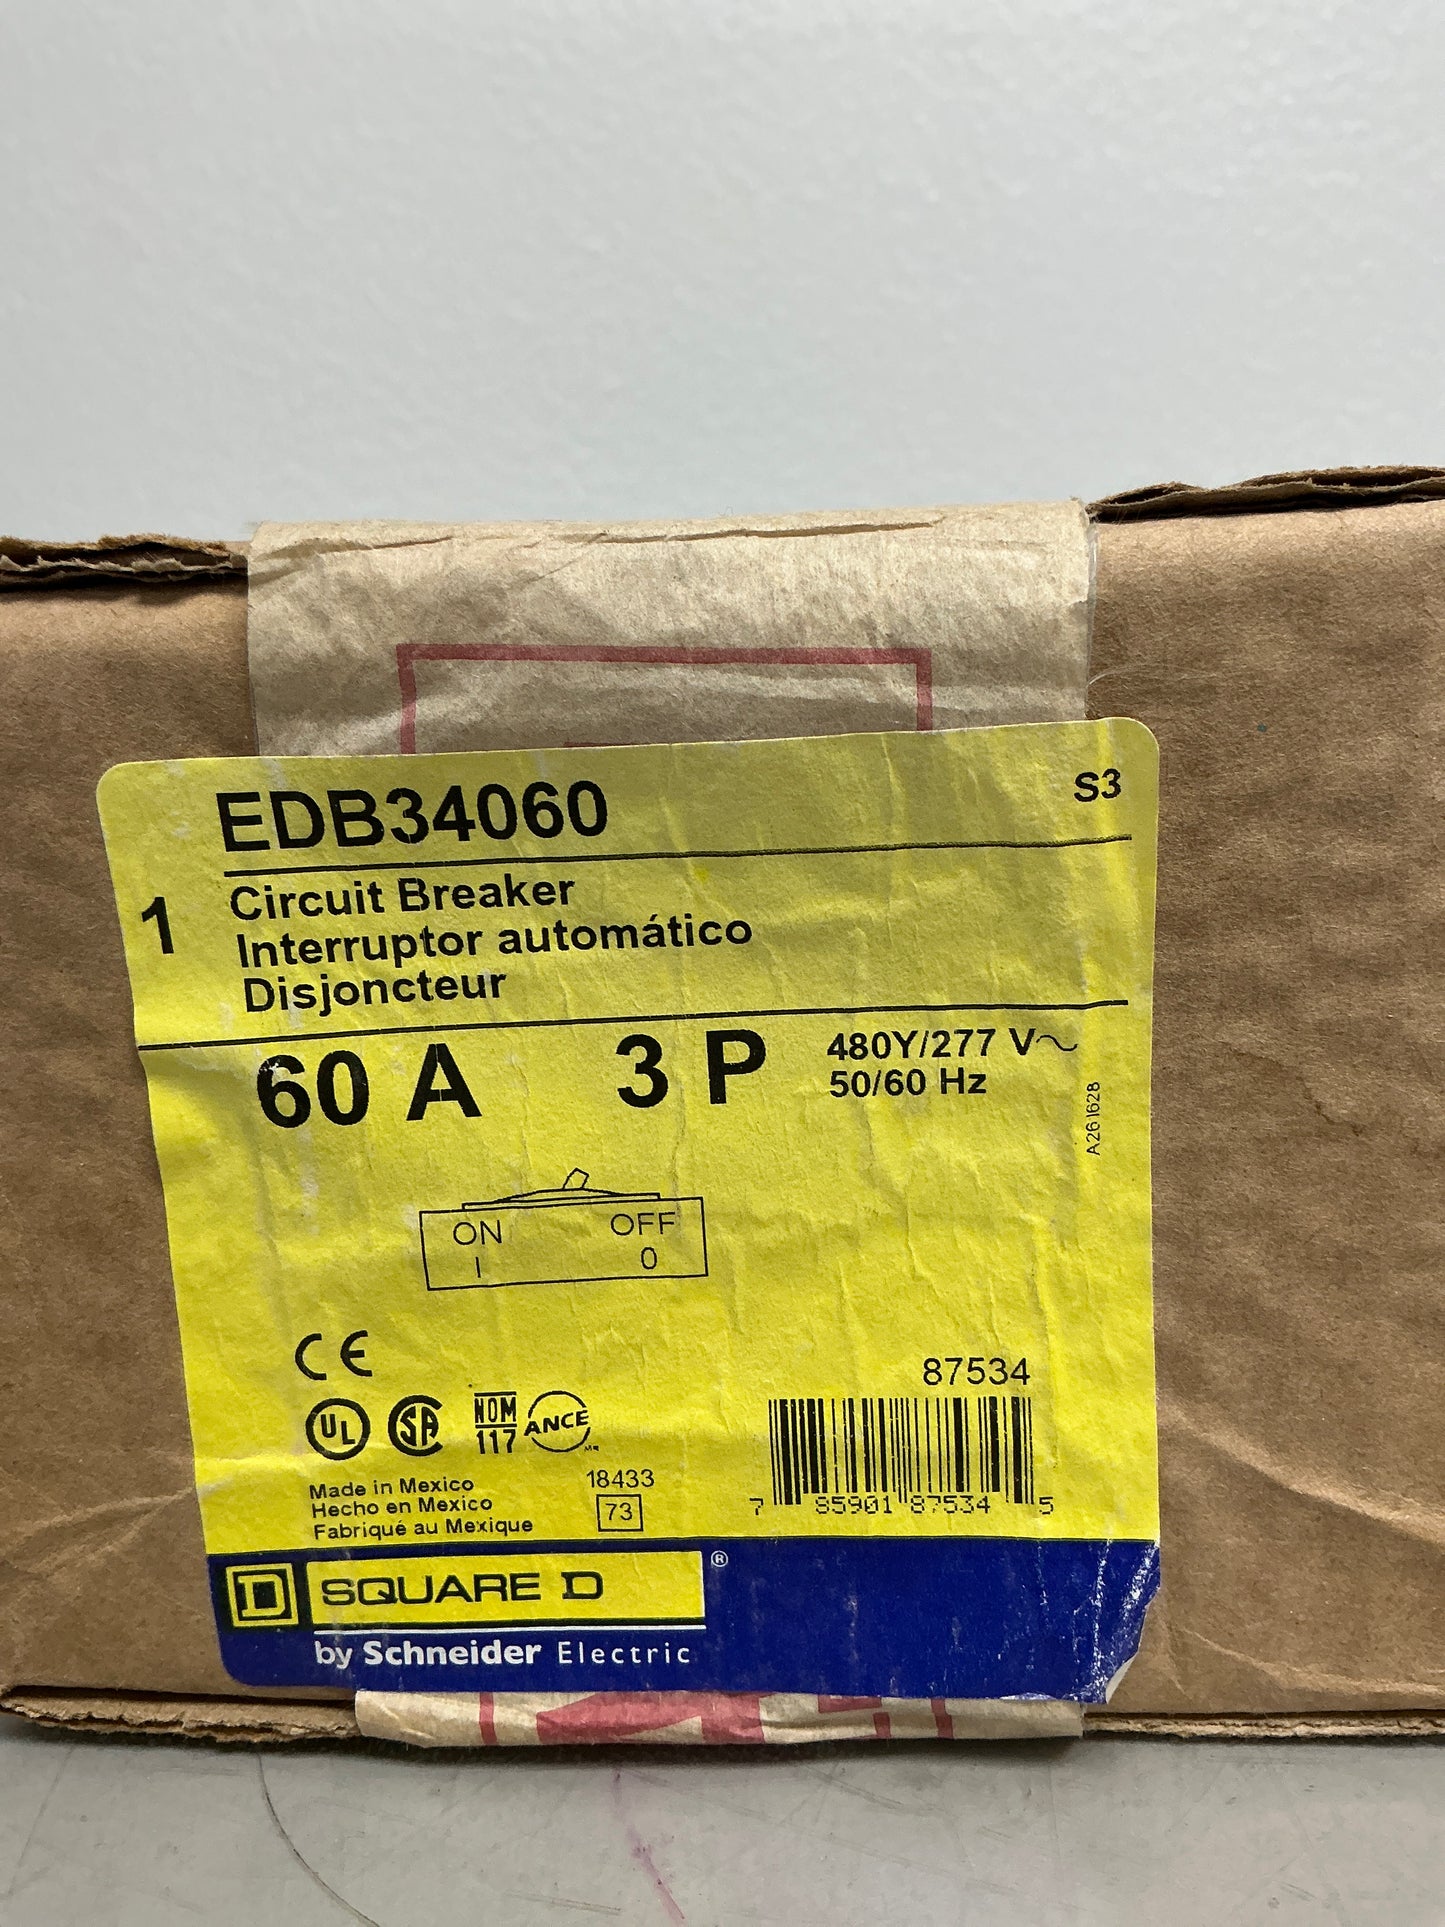 EDB34060
S3
1
Circuit Breaker
Interruptor automático
Disjoncteur
60 A 3 P 480Y/277 V~
50/60 Hz
A261628
ON OFF
I 0
CE
UL SA NOM 117 ANCE
Made in Mexico
Hecho en Mexico
Fabriqué au Mexique
18433
73
87534
7 85901 87534 5
D SQUARE D ®
by Schneider Electric